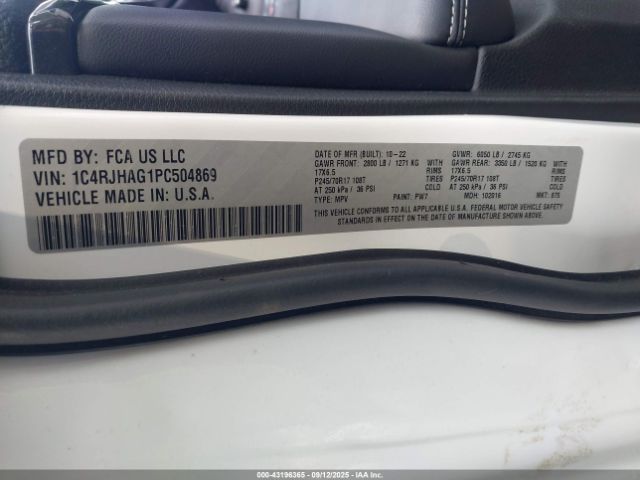 MFD BY: FCA US LLC
VIN: 1C4RJHAG1PC504869
VEHICLE MADE IN: U.S.A.
DATE OF MFR (BUILT): 10-22 GVWR: 6050 LB / 2745 KG
GAWR FRONT: 2800 LB / 1271 KG WITH GAWR REAR: 3350 LB / 1520 KG WITH
17X6.5 RIMS 17X6.5 RIMS
P245/70R17 108T TIRES P245/70R17 108T TIRES
AT 250 kPa / 36 PSI COLD AT 250 kPa / 36 PSI COLD
TYPE: MPV PAINT: PW7 MDH: 102016 MKT: 675
THIS VEHICLE CONFORMS TO ALL APPLICABLE U.S.A. FEDERAL MOTOR VEHICLE SAFETY
STANDARDS IN EFFECT ON THE DATE OF MANUFACTURE SHOWN ABOVE
000-43196365 - 09/12/2025 - COPYRIGHT